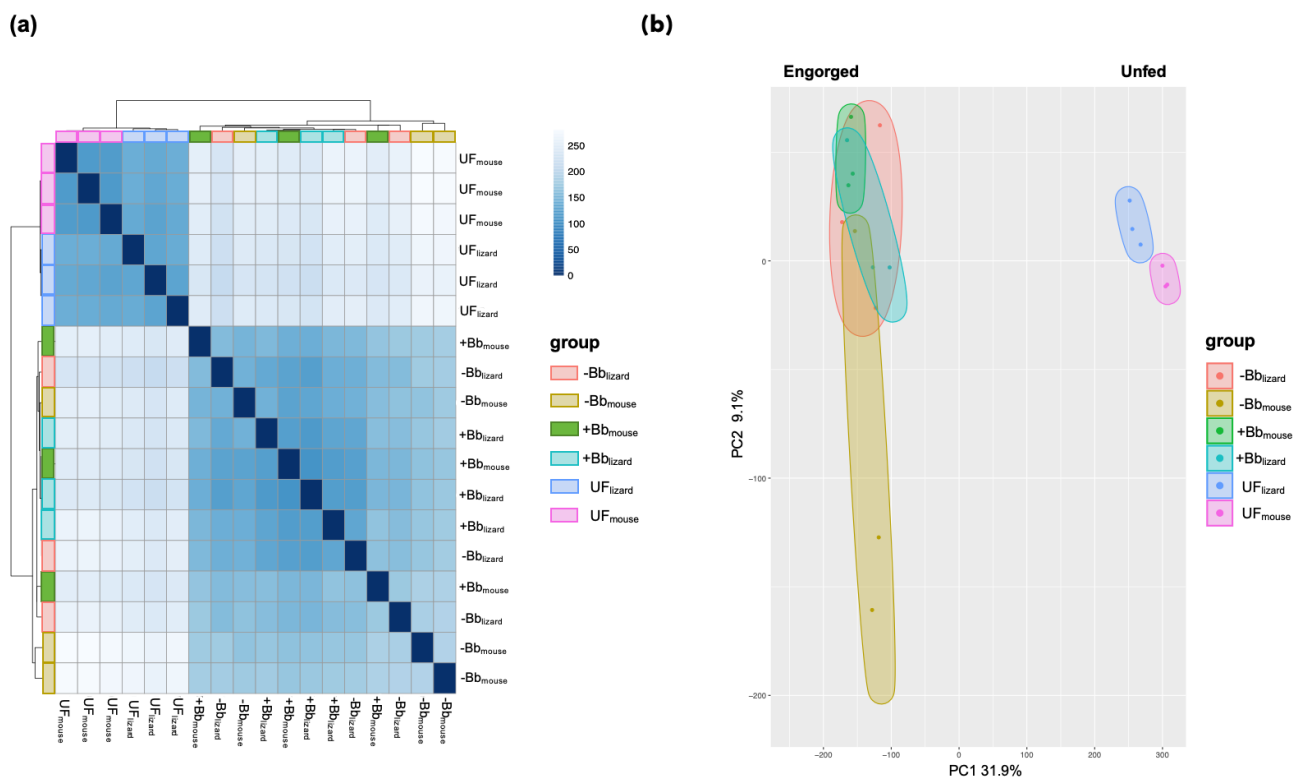 (a)
(b)
Engorged
Unfed
250
200
150
100
50
0
UFmouse
UFmouse
UFmouse
UFlizard
UFlizard
UFlizard
+Bbmouse
-Bblizard
-Bbmouse
+Bblizard
+Bbmouse
+Bblizard
+Bblizard
-Bblizard
+Bbmouse
-Bblizard
-Bbmouse
-Bbmouse
UFmouse
UFmouse
UFmouse
UFlizard
UFlizard
UFlizard
+Bbmouse
-Bblizard
-Bbmouse
+Bblizard
+Bbmouse
+Bblizard
+Bblizard
-Bblizard
+Bbmouse
-Bblizard
-Bbmouse
-Bbmouse
group
-Bblizard
-Bbmouse
+Bbmouse
+Bblizard
UFlizard
UFmouse
PC2 9.1%
0
−100
−200
−200
−100
0
100
200
300
PC1 31.9%
group
-Bblizard
-Bbmouse
+Bbmouse
+Bblizard
UFlizard
UFmouse